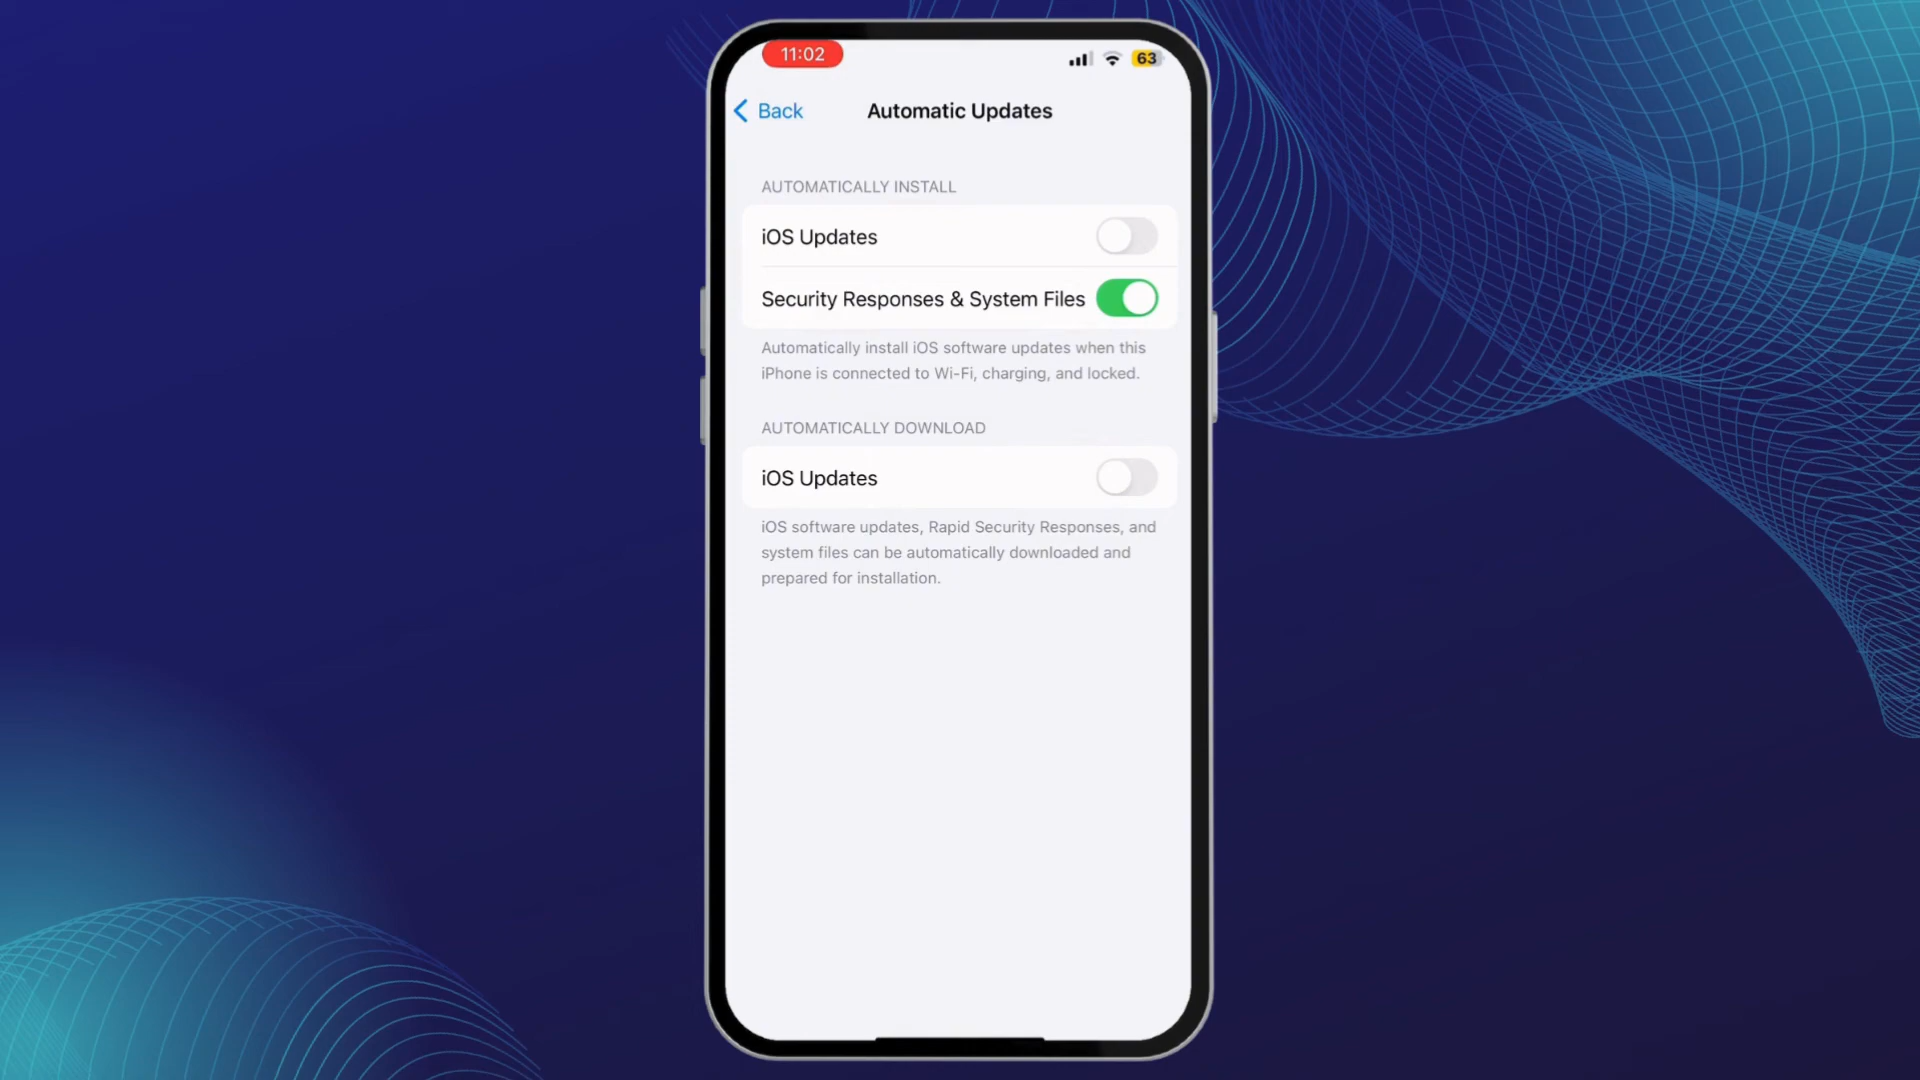 11:02
63
Back
Automatic Updates
AUTOMATICALLY INSTALL
iOS Updates
Security Responses & System Files
Automatically install iOS software updates when this
iPhone is connected to Wi-Fi, charging, and locked.
AUTOMATICALLY DOWNLOAD
iOS Updates
iOS software updates, Rapid Security Responses, and
system files can be automatically downloaded and
prepared for installation.